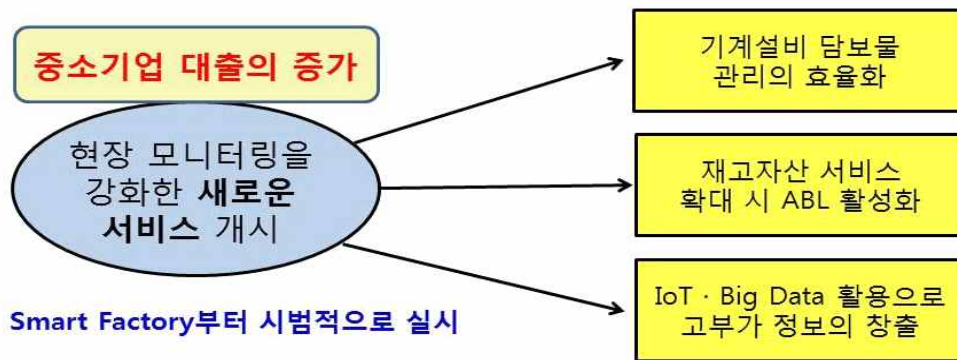 중소기업 대출의 증가
현장 모니터링을
강화한 새로운
서비스 개시
Smart Factory부터 시범적으로 실시
기계설비 담보물
관리의 효율화
재고자산 서비스
확대 시 ABL 활성화
IoT · Big Data 활용으로
고부가 정보의 창출